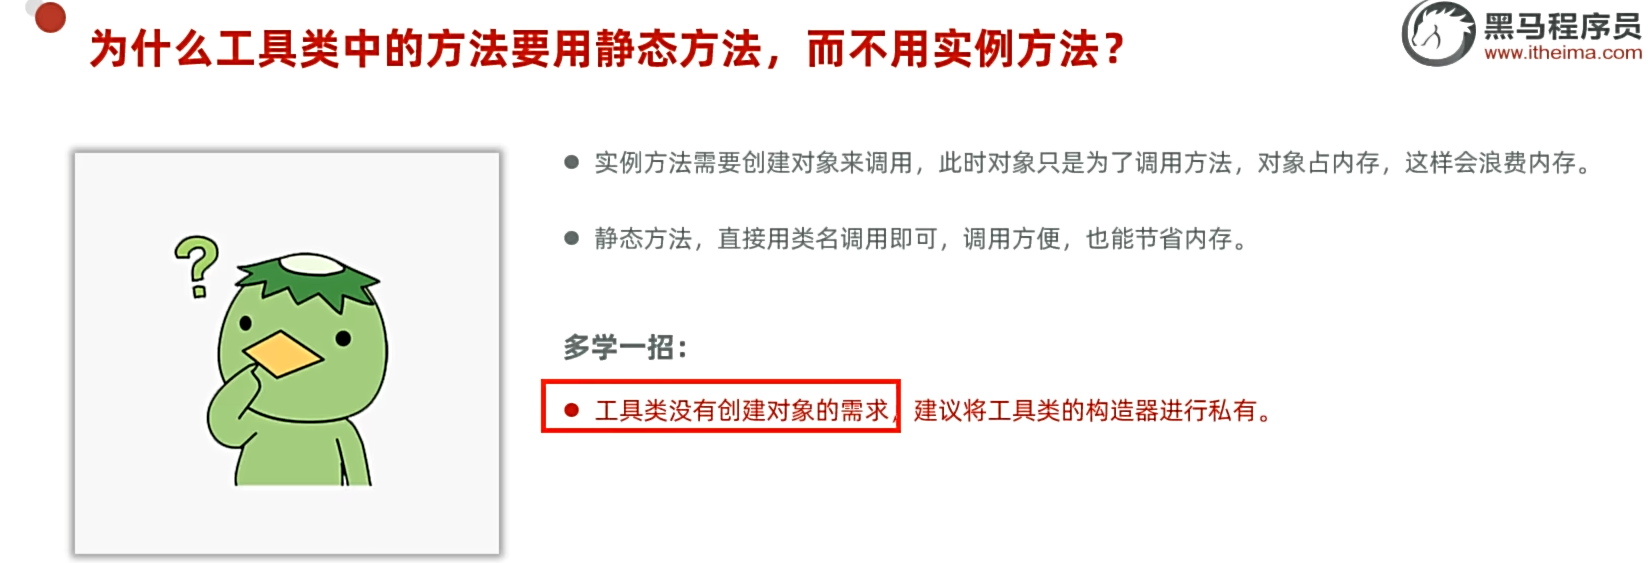 为什么工具类中的方法要用静态方法，而不用实例方法？
黑马程序员
www.itheima.com
实例方法需要创建对象来调用，此时对象只是为了调用方法，对象占内存，这样会浪费内存。
静态方法，直接用类名调用即可，调用方便，也能节省内存。
?
多学一招：
工具类没有创建对象的需求，建议将工具类的构造器进行私有。